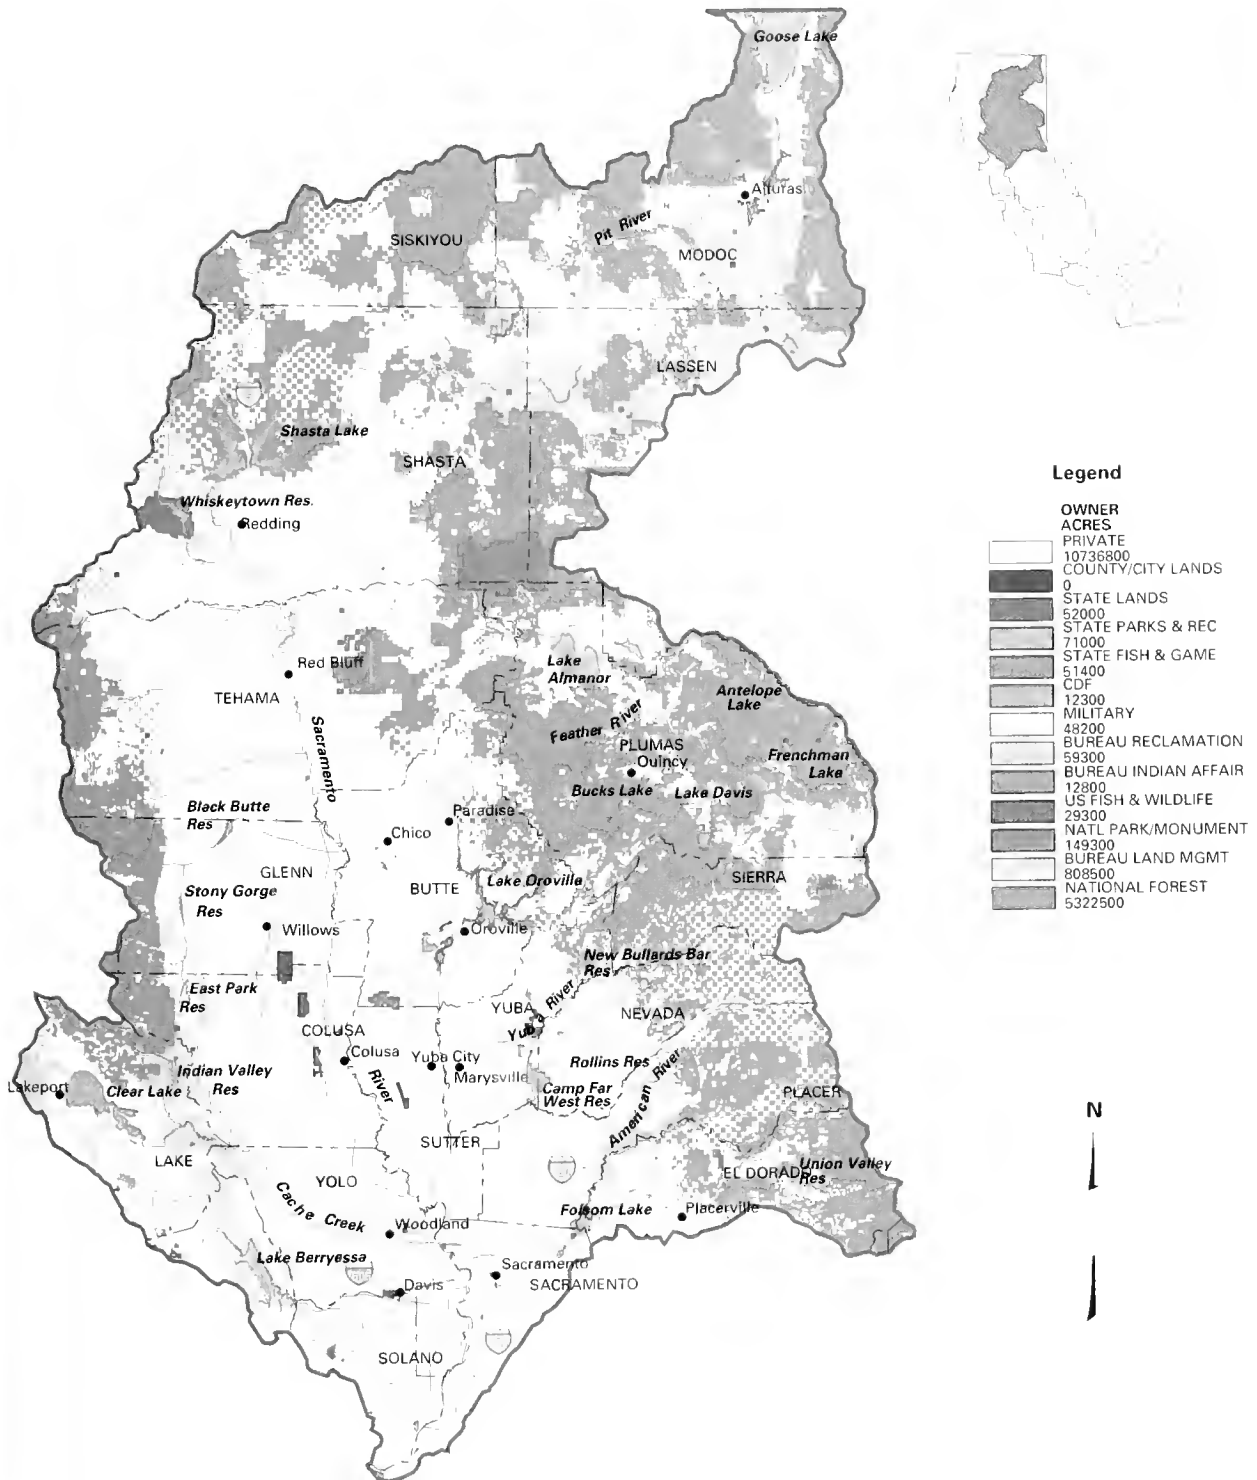 Goose Lake
Alturas
Pit River
SISKIYOU
MODOC
LASSEN
Shasta Lake
SHASTA
Legend
Whiskeytown Res.
Redding
OWNER
ACRES
PRIVATE
10736800
COUNTY/CITY LANDS
0
STATE LANDS
52000
STATE PARKS & REC
71000
STATE FISH & GAME
51400
CDF
12300
MILITARY
48200
BUREAU RECLAMATION
59300
BUREAU INDIAN AFFAIR
12800
US FISH & WILDLIFE
29300
NATL PARK/MONUMENT
149300
BUREAU LAND MGMT
808500
NATIONAL FOREST
5322500
Red Bluff
Lake
Almanor
TEHAMA
Antelope
Lake
Sacramento
Feather River
PLUMAS
Quincy
Frenchman
Lake
Bucks Lake
Lake Davis
Black Butte
Res
Paradise
Chico
GLENN
BUTTE
Lake Oroville
SIERRA
Stony Gorge
Res
Willows
Oroville
New Bullards Bar
Res
East Park
Res
YUBA
Yuba River
NEVADA
COLUSA
Colusa
Yuba City
Marysville
Rollins Res
Indian Valley
Res
Lakeport
Clear Lake
River
Camp Far
West Res
American River
PLACER
N
SUTTER
LAKE
YOLO
EL DORADO
Union Valley
Res
Cache Creek
Woodland
Folsom Lake
Placerville
Lake Berryessa
Sacramento
SACRAMENTO
Davis
SOLANO